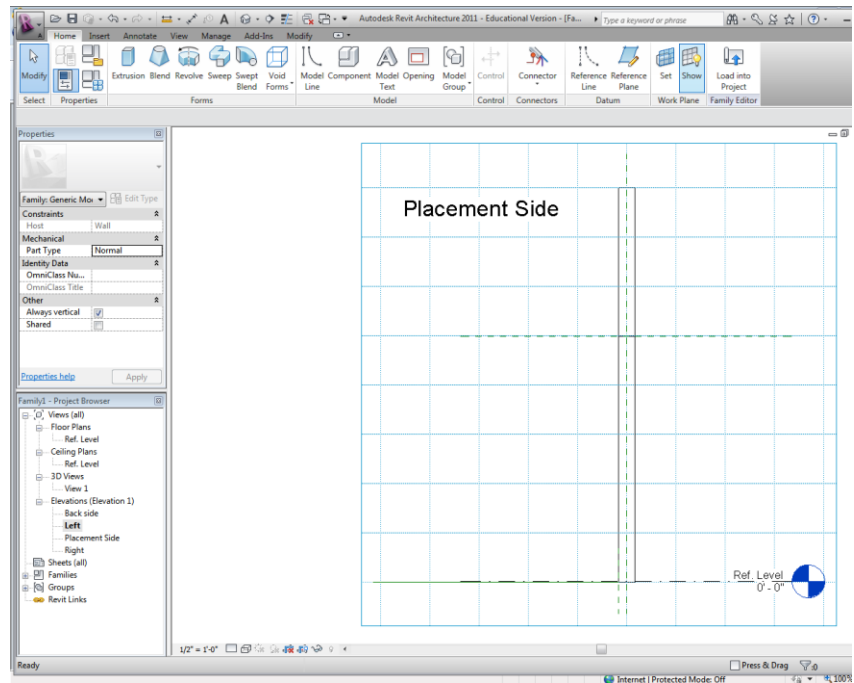 Autodesk Revit Architecture 2011 - Educational Version - [Fa...
Type a keyword or phrase
Home Insert Annotate View Manage Add-Ins Modify
Modify
Extrusion Blend Revolve Sweep Swept Blend Void Forms
Model Line Component Model Text Opening Model Group
Control Connector Reference Line Reference Plane Set Show Load into Project
Select Properties Forms Model Control Connectors Datum Work Plane Family Editor
Properties
Family: Generic Mo Edit Type
Constraints
Host Wall
Mechanical
Part Type Normal
Identity Data
OmniClass Nu...
OmniClass Title
Other
Always vertical
Shared
Properties help Apply
Family1 - Project Browser
Views (all)
Floor Plans
Ref. Level
Ceiling Plans
Ref. Level
3D Views
View 1
Elevations (Elevation 1)
Back side
Left
Placement Side
Right
Sheets (all)
Families
Groups
Revit Links
Placement Side
Ref. Level
0' - 0"
1/2" = 1'-0"
Ready
Press & Drag
:0
Internet | Protected Mode: Off
100%